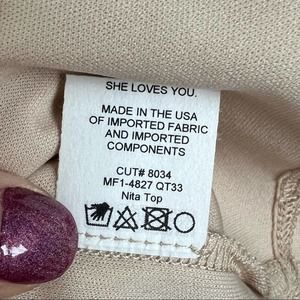 SHE LOVES YOU.
MADE IN THE USA
OF IMPORTED FABRIC
AND IMPORTED
COMPONENTS
CUT# 8034
MF1-4827 QT33
Nita Top